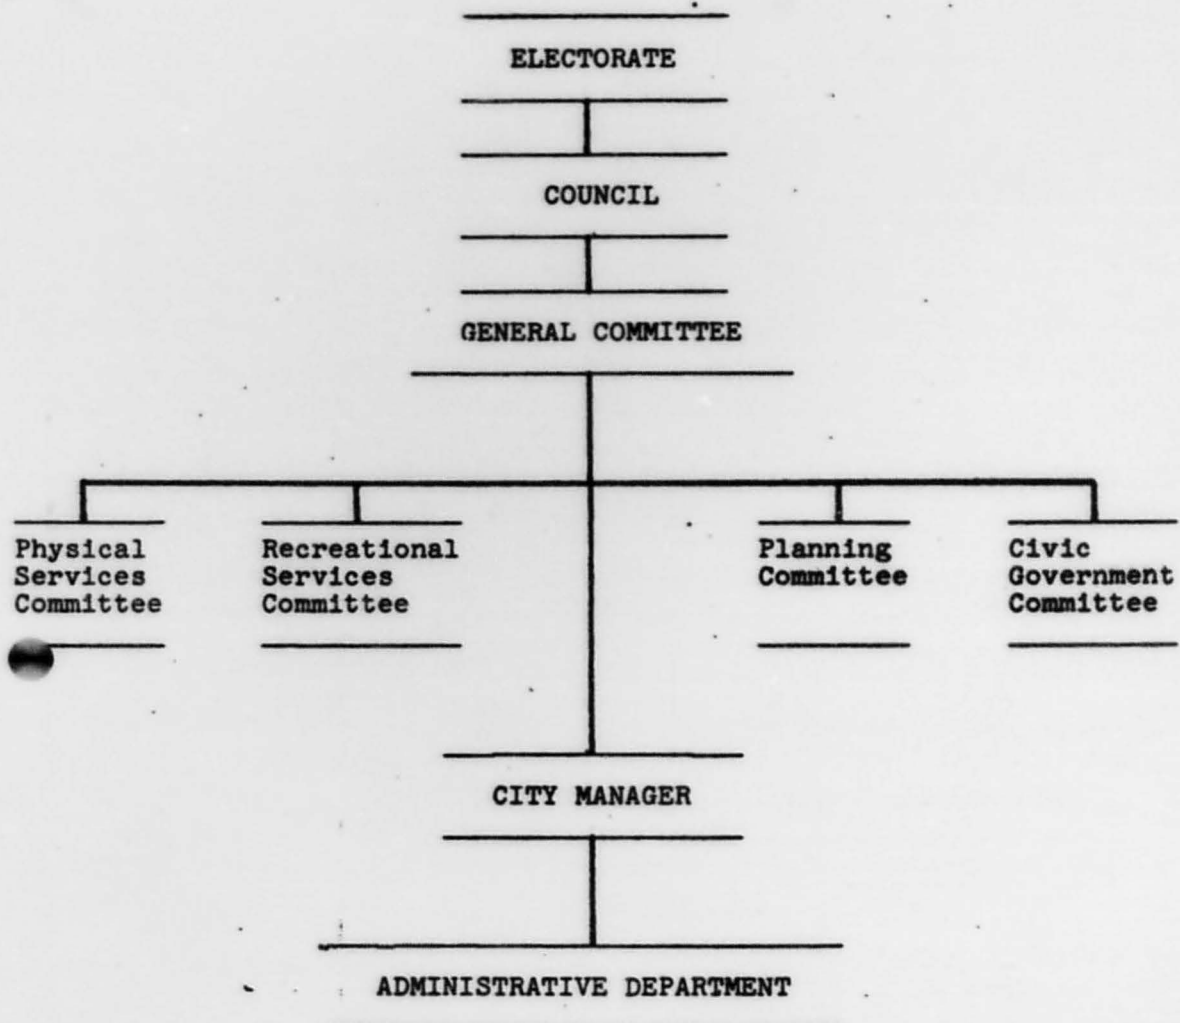 ELECTORATE
COUNCIL
GENERAL COMMITTEE
Physical
Services
Committee
Recreational
Services
Committee
Planning
Committee
Civic
Government
Committee
CITY MANAGER
ADMINISTRATIVE DEPARTMENT